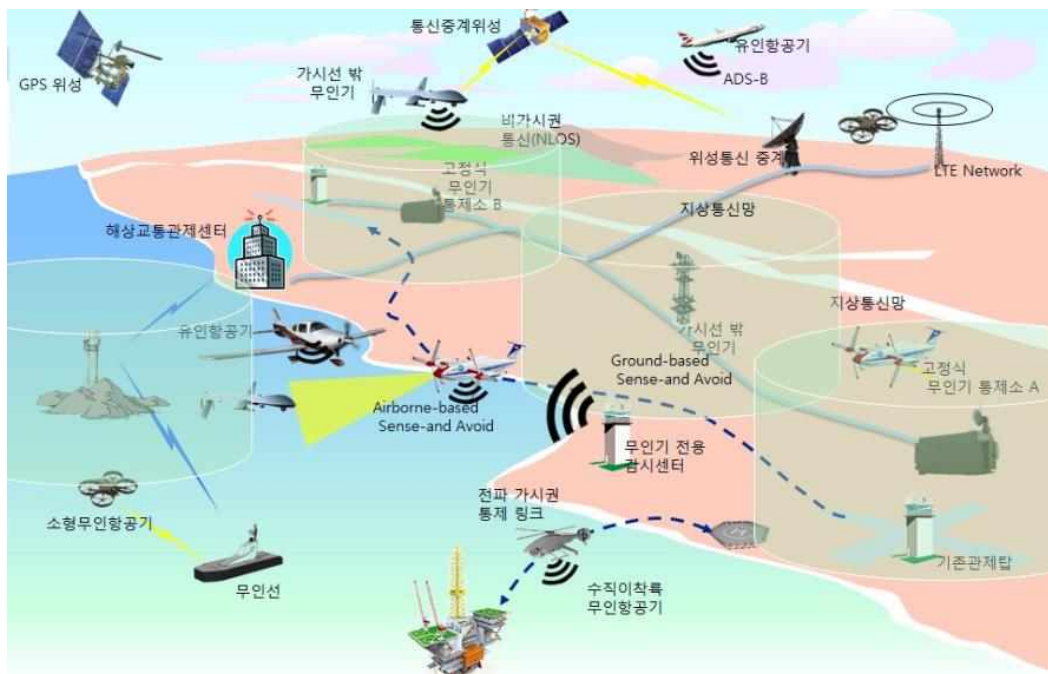 통신중계위성
유인항공기
GPS 위성
가시선 밖
무인기
ADS-B
비가시권
통신(NLOS)
위성통신 중계
LTE Network
고정식
무인기
통제소 B
지상통신망
해상교통관제센터
지상통신망
유인항공기
가시선 밖
무인기
Ground-based
Sense-and Avoid
고정식
무인기 통제소 A
Airborne-based
Sense-and Avoid
무인기 전용
감시센터
전파 가시권
통제 링크
소형무인항공기
무인선
수직이착륙
무인항공기
기존관제탑